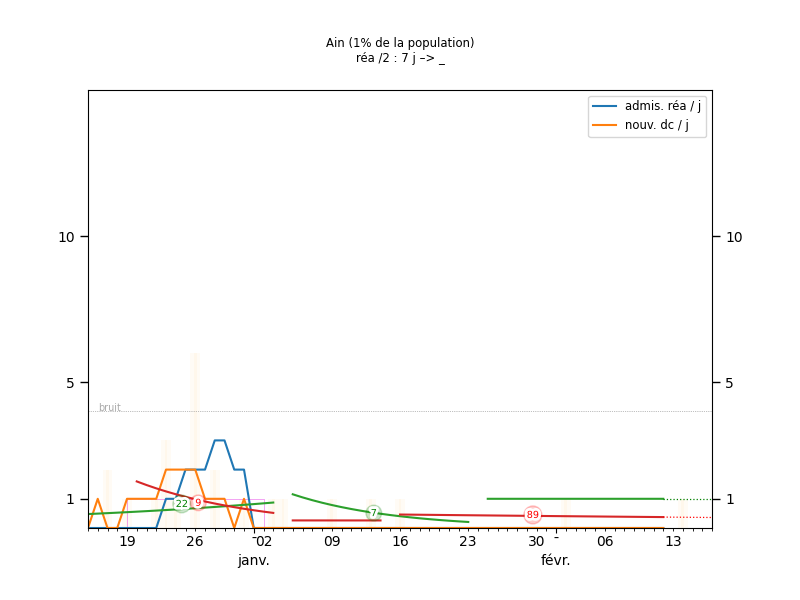 Ain (1% de la population)
réa /2 : 7 j −> _
admis. réa / j
nouv. dc / j
10
10
5
5
bruit
1
1
22
9
7
89
19
26
02
09
16
23
30
06
13
janv.
févr.